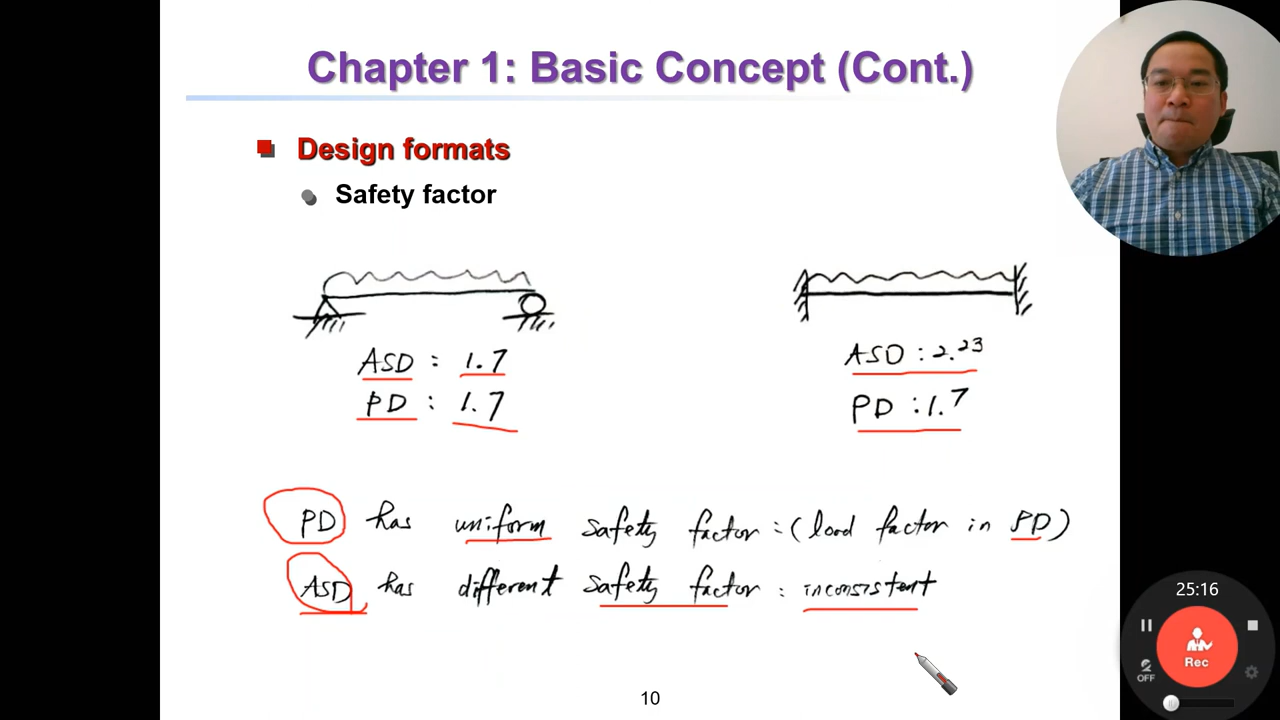 Chapter 1: Basic Concept (Cont.)
Design formats
Safety factor
ASD : 1.7
PD : 1.7
ASD : 2.23
PD : 1.7
PD has uniform safety factor : (load factor in PD)
ASD has different safety factor : inconsistent
10
25:16
Rec
OFF